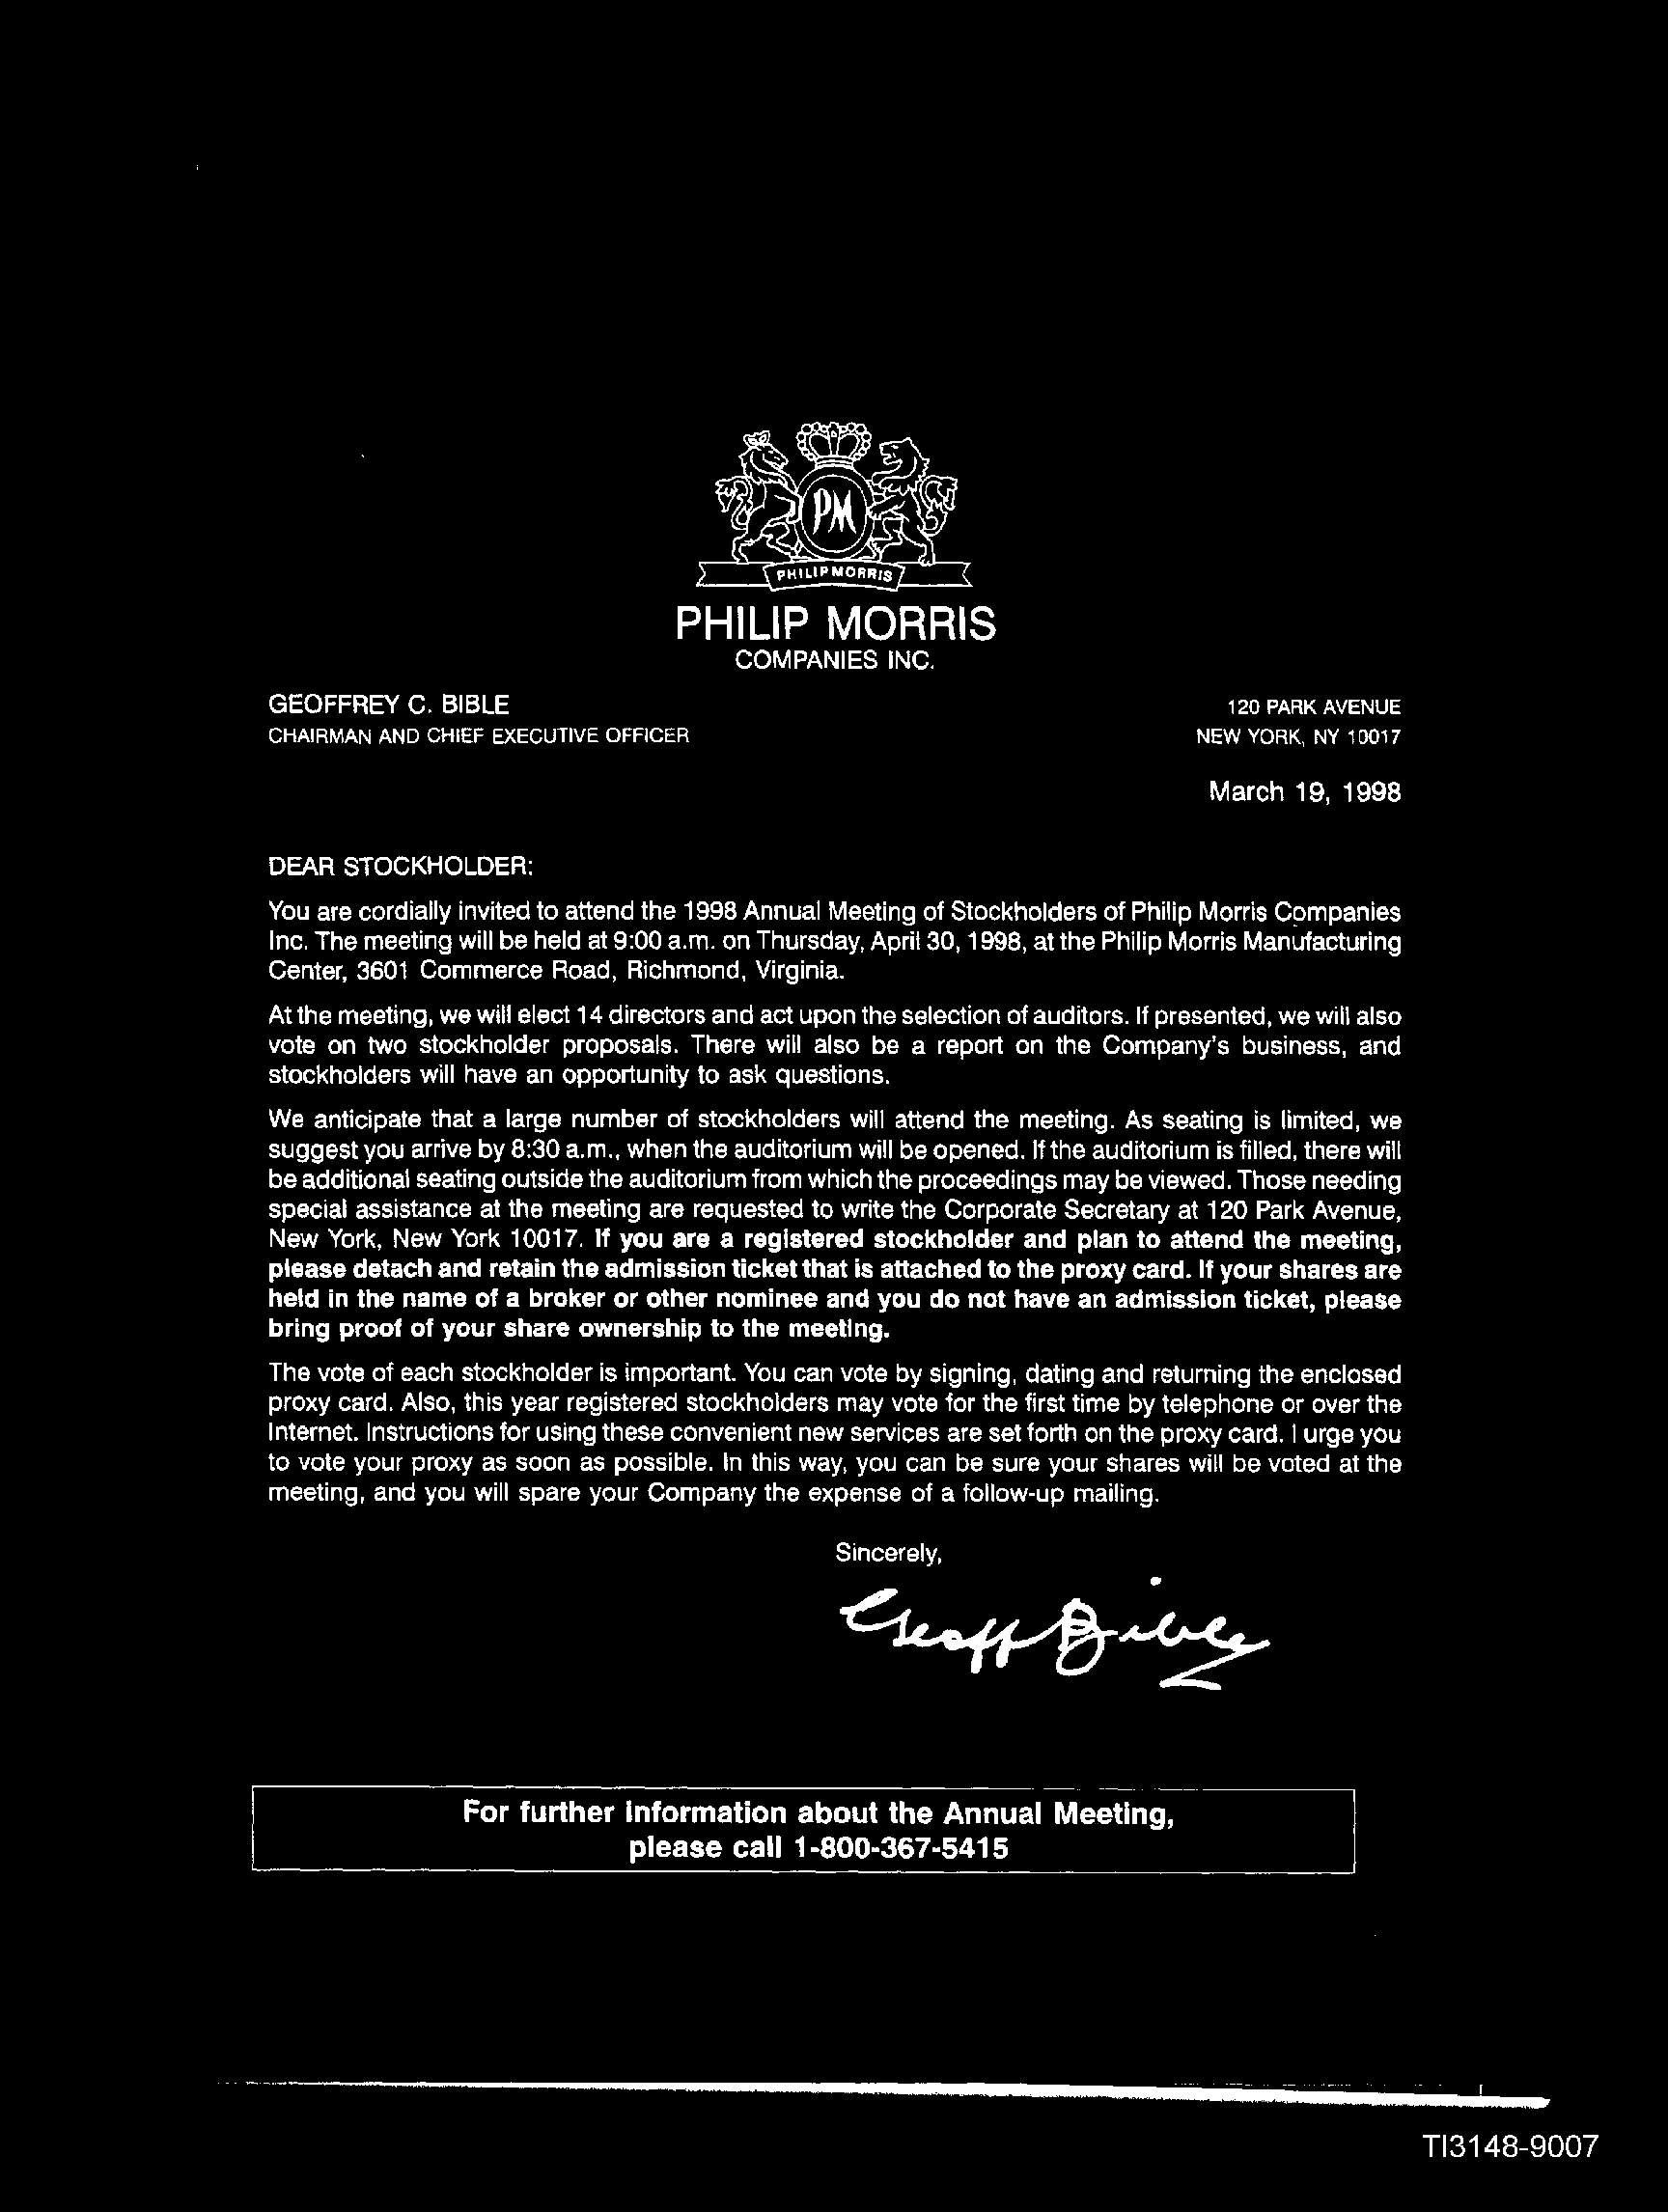 PM
PHILIP MORRIS
PHILIP MORRIS
COMPANIES INC.
GEOFFREY C. BIBLE
CHAIRMAN AND CHIEF EXECUTIVE OFFICER
120 PARK AVENUE
NEW YORK, NY 10017
March 19, 1998
DEAR STOCKHOLDER:
You are cordially invited to attend the 1998 Annual Meeting of Stockholders of Philip Morris Companies
Inc. The meeting will be held at 9:00 a.m. on Thursday, April 30, 1998, at the Philip Morris Manufacturing
Center, 3601 Commerce Road, Richmond, Virginia.
At the meeting, we will elect 14 directors and act upon the selection of auditors. If presented, we will also
vote on two stockholder proposals. There will also be a report on the Company's business, and
stockholders will have an opportunity to ask questions.
We anticipate that a large number of stockholders will attend the meeting. As seating is limited, we
suggest you arrive by 8:30 a.m., when the auditorium will be opened. If the auditorium is filled, there will
be additional seating outside the auditorium from which the proceedings may be viewed. Those needing
special assistance at the meeting are requested to write the Corporate Secretary at 120 Park Avenue,
New York, New York 10017. If you are a registered stockholder and plan to attend the meeting,
please detach and retain the admission ticket that is attached to the proxy card. If your shares are
held in the name of a broker or other nominee and you do not have an admission ticket, please
bring proof of your share ownership to the meeting.
The vote of each stockholder is important. You can vote by signing, dating and returning the enclosed
proxy card. Also, this year registered stockholders may vote for the first time by telephone or over the
Internet. Instructions for using these convenient new services are set forth on the proxy card. I urge you
to vote your proxy as soon as possible. In this way, you can be sure your shares will be voted at the
meeting, and you will spare your Company the expense of a follow-up mailing.
Sincerely,
Geoff Bible
For further information about the Annual Meeting,
please call 1-800-367-5415
TI3148-9007